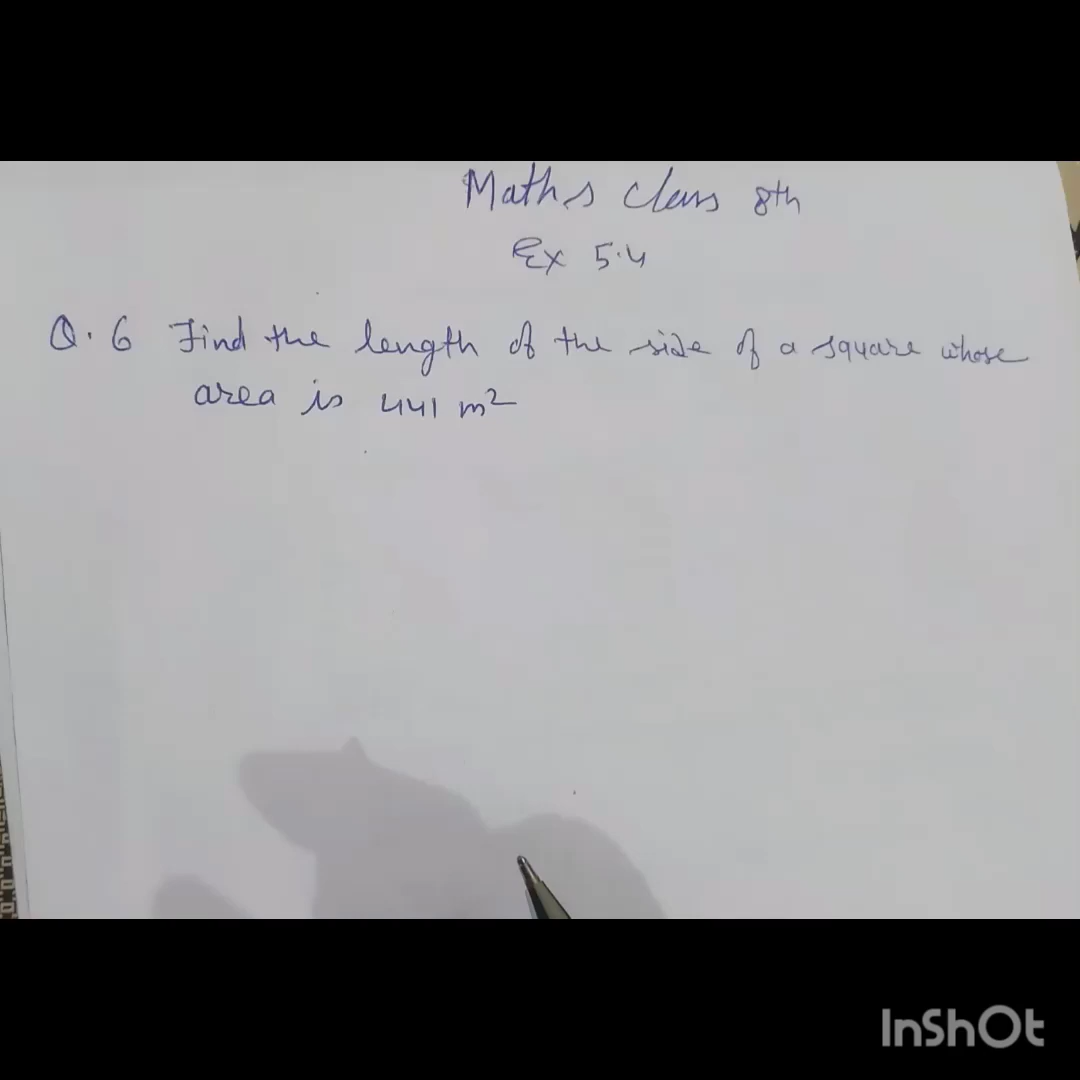 Maths class 8th
Ex 5.4
Q.6 Find the length of the side of a square whose
area is 441 m²
InShOt